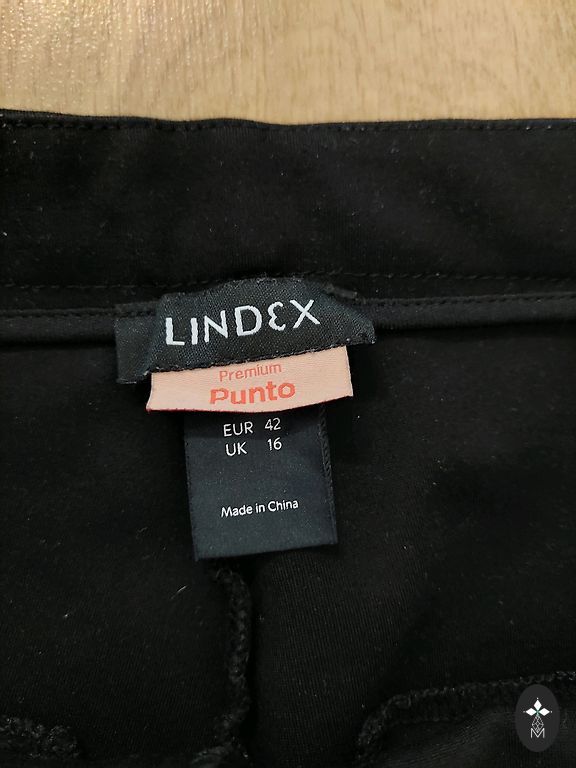 LINDEX
Premium
Punto
EUR 42
UK 16
Made in China
M